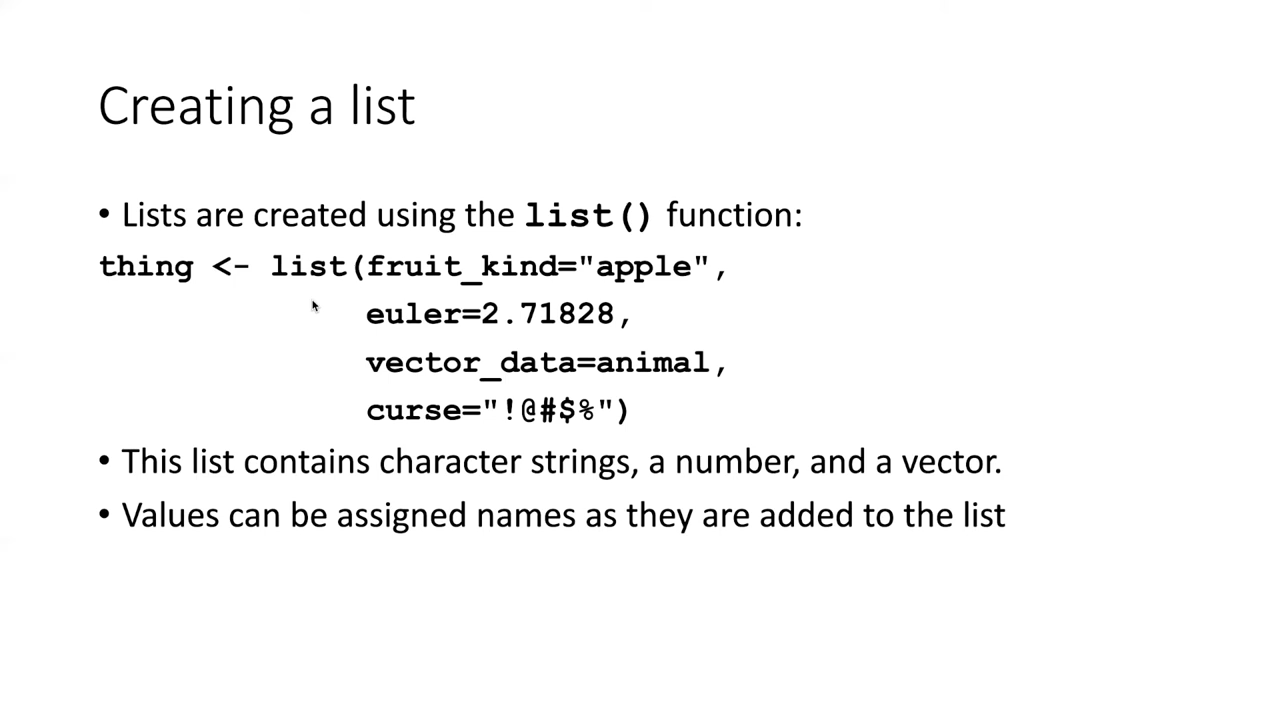 Creating a list
• Lists are created using the list() function:
thing <- list(fruit_kind="apple",
euler=2.71828,
vector_data=animal,
curse="!@#$%")
• This list contains character strings, a number, and a vector.
• Values can be assigned names as they are added to the list